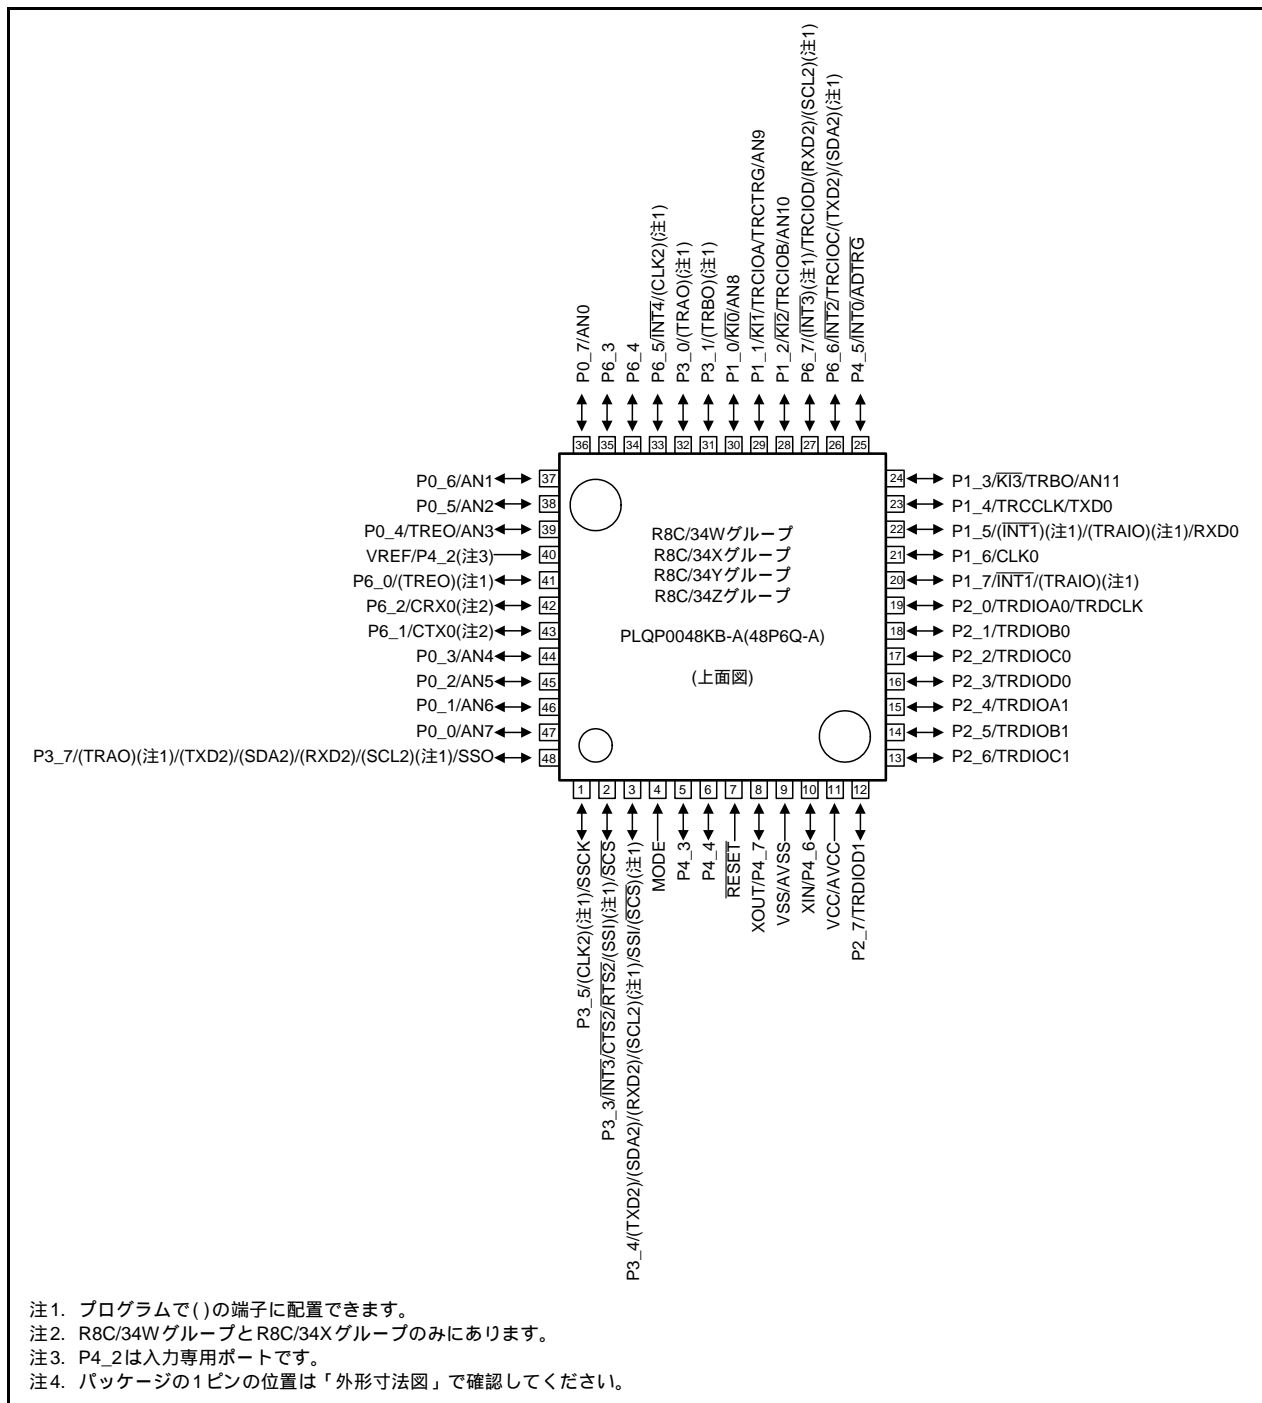 P0_7/AN0
P6_3
P6_4
P6_5/INT4/(CLK2)(注1)
P3_0/(TRAO)(注1)
P3_1/(TRBO)(注1)
P1_0/KI0/AN8
P1_1/KI1/TRCIOA/TRCTRG/AN9
P1_2/KI2/TRCIOB/AN10
P6_7/(INT3)(注1)/TRCIOD/(RXD2)/(SCL2)(注1)
P6_6/INT2/TRCIOC/(TXD2)/(SDA2)(注1)
P4_5/INT0/ADTRG
36 35 34 33 32 31 30 29 28 27 26 25
P0_6/AN1 37
P0_5/AN2 38
P0_4/TREO/AN3 39
VREF/P4_2(注3) 40
P6_0/(TREO)(注1) 41
P6_2/CRX0(注2) 42
P6_1/CTX0(注2) 43
P0_3/AN4 44
P0_2/AN5 45
P0_1/AN6 46
P0_0/AN7 47
P3_7/(TRAO)(注1)/(TXD2)/(SDA2)/(RXD2)/(SCL2)(注1)/SSO 48
R8C/34Wグループ
R8C/34Xグループ
R8C/34Yグループ
R8C/34Zグループ
PLQP0048KB-A(48P6Q-A)
(上面図)
24 P1_3/KI3/TRBO/AN11
23 P1_4/TRCCLK/TXD0
22 P1_5/(INT1)(注1)/(TRAIO)(注1)/RXD0
21 P1_6/CLK0
20 P1_7/INT1/(TRAIO)(注1)
19 P2_0/TRDIOA0/TRDCLK
18 P2_1/TRDIOB0
17 P2_2/TRDIOC0
16 P2_3/TRDIOD0
15 P2_4/TRDIOA1
14 P2_5/TRDIOB1
13 P2_6/TRDIOC1
1 2 3 4 5 6 7 8 9 10 11 12
P3_5/(CLK2)(注1)/SSCK
P3_3/INT3/CTS2/RTS2/(SSI)(注1)/SCS
P3_4/(TXD2)/(SDA2)/(RXD2)/(SCL2)(注1)/SSI/(SCS)(注1)
MODE
P4_3
P4_4
RESET
XOUT/P4_7
VSS/AVSS
XIN/P4_6
VCC/AVCC
P2_7/TRDIOD1
注1. プログラムで( )の端子に配置できます。
注2. R8C/34WグループとR8C/34Xグループのみにあります。
注3. P4_2は入力専用ポートです。
注4. パッケージの1ピンの位置は「外形寸法図」で確認してください。